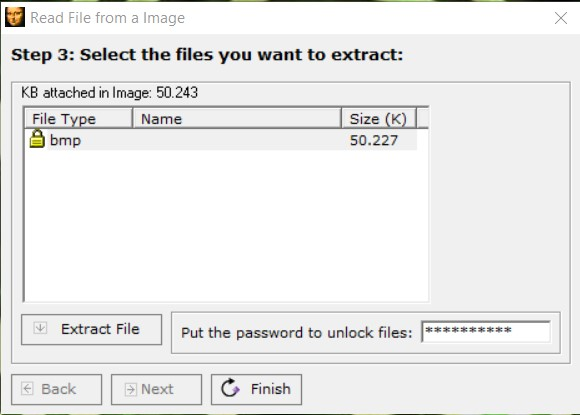 Read File from a Image
Step 3: Select the files you want to extract:
KB attached in Image: 50.243
File Type Name Size (K)
bmp 50.227
Extract File Put the password to unlock files: **********
Back Next Finish